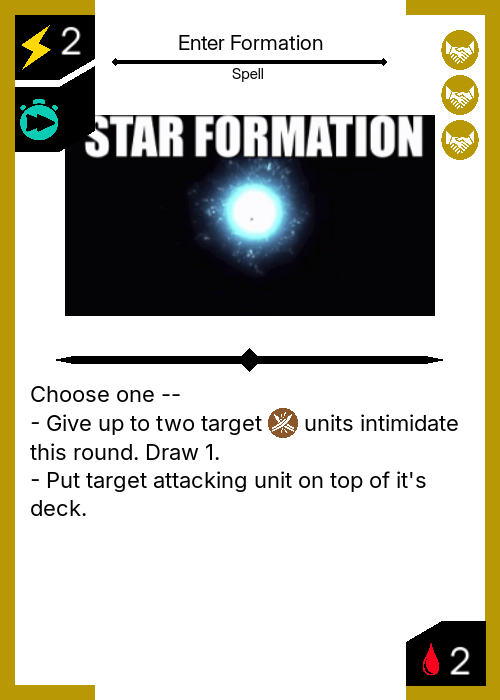 2
Enter Formation
Spell
STAR FORMATION
Choose one --
- Give up to two target units intimidate
this round. Draw 1.
- Put target attacking unit on top of it's
deck.
2